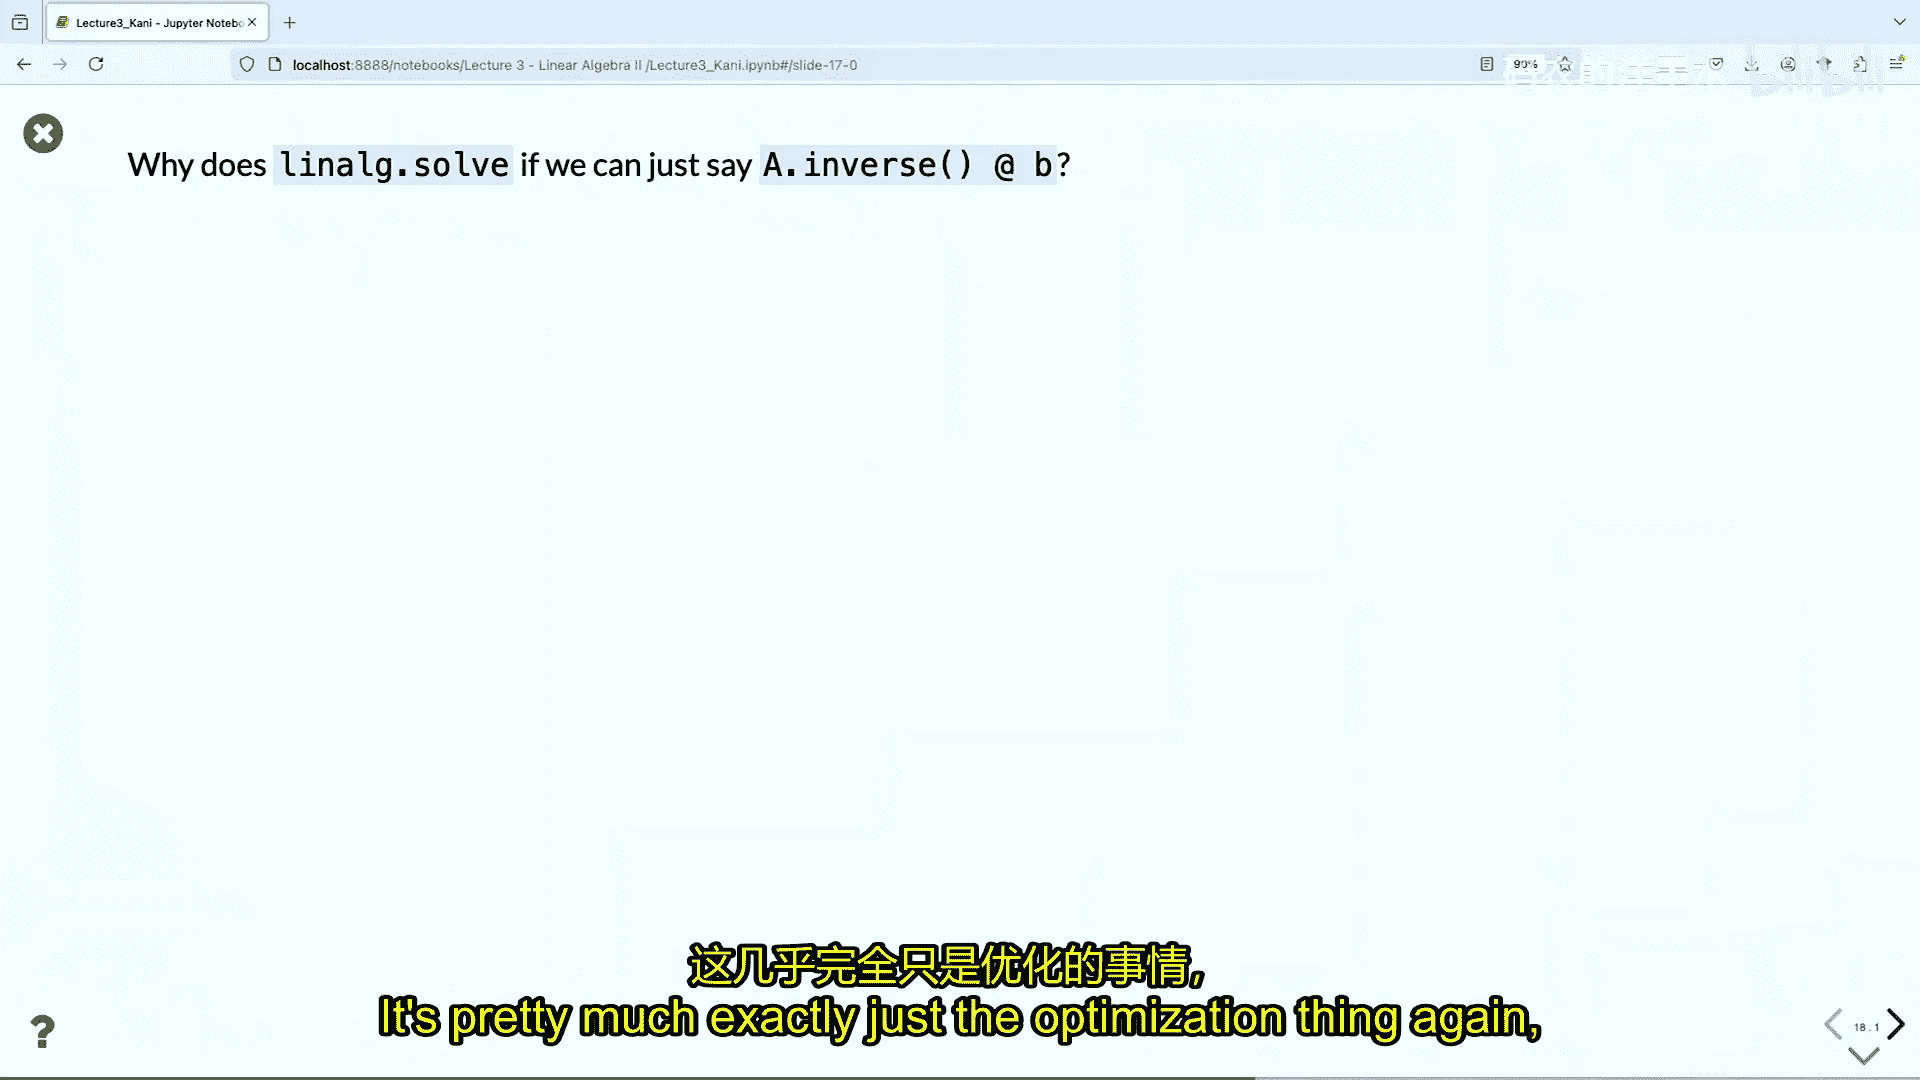 Lecture3_Kani - Jupyter Notebo
localhost:8888/notebooks/Lecture 3 - Linear Algebra II /Lecture3_Kani.ipynb#/slide-17-0
90%
Why does linalg.solve if we can just say A.inverse() @ b?
这几乎完全只是优化的事情,
It's pretty much exactly just the optimization thing again,
?
18.1